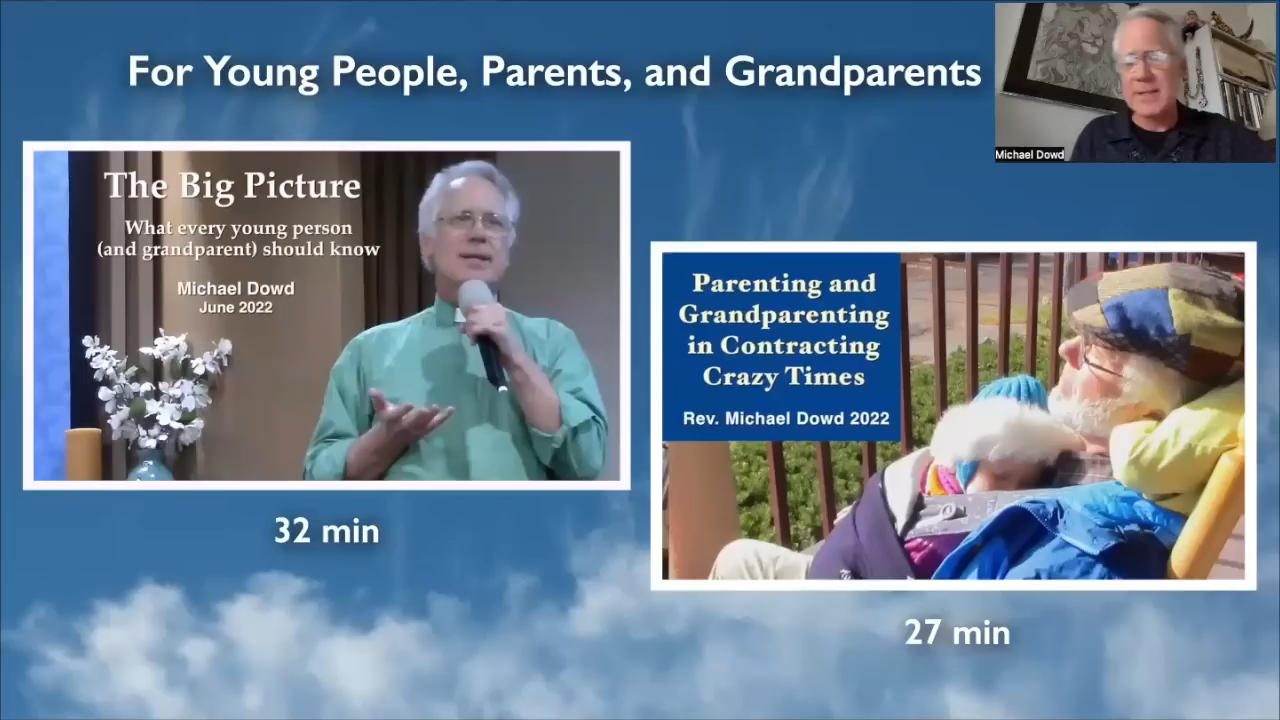 For Young People, Parents, and Grandparents
Michael Dowd
The Big Picture
What every young person
(and grandparent) should know
Michael Dowd
June 2022
32 min
Parenting and
Grandparenting
in Contracting
Crazy Times
Rev. Michael Dowd 2022
27 min